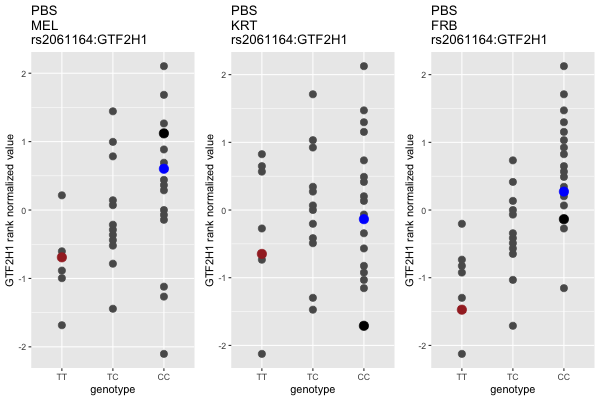 PBS
MEL
rs2061164:GTF2H1
PBS
KRT
rs2061164:GTF2H1
PBS
FRB
rs2061164:GTF2H1
GTF2H1 rank normalized value
2
1
0
-1
-2
TT
TC
CC
genotype
GTF2H1 rank normalized value
2
1
0
-1
-2
TT
TC
CC
genotype
GTF2H1 rank normalized value
2
1
0
-1
-2
TT
TC
CC
genotype